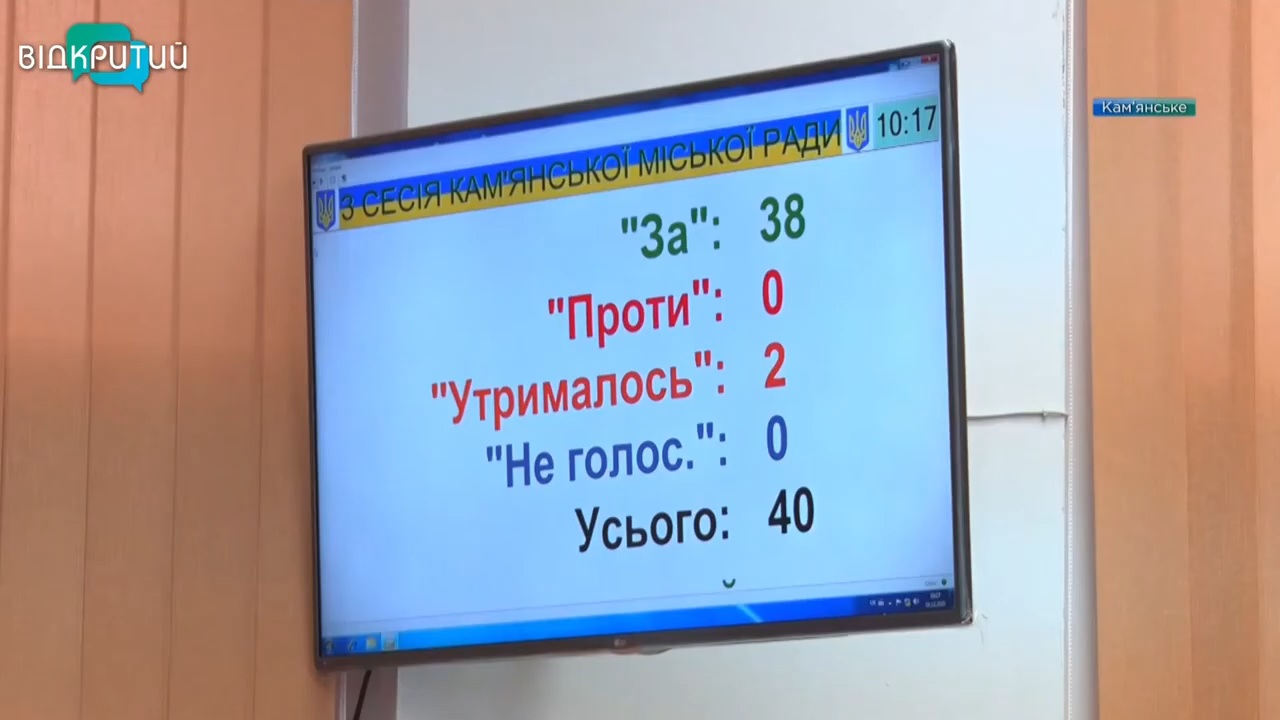 ВІДКРИТИЙ
Кам'янське
3 СЕСІЯ КАМ'ЯНСЬКОЇ МІСЬКОЇ РАДИ 10:17
"За": 38
"Проти": 0
"Утрималось": 2
"Не голос.": 0
Усього: 40
LG